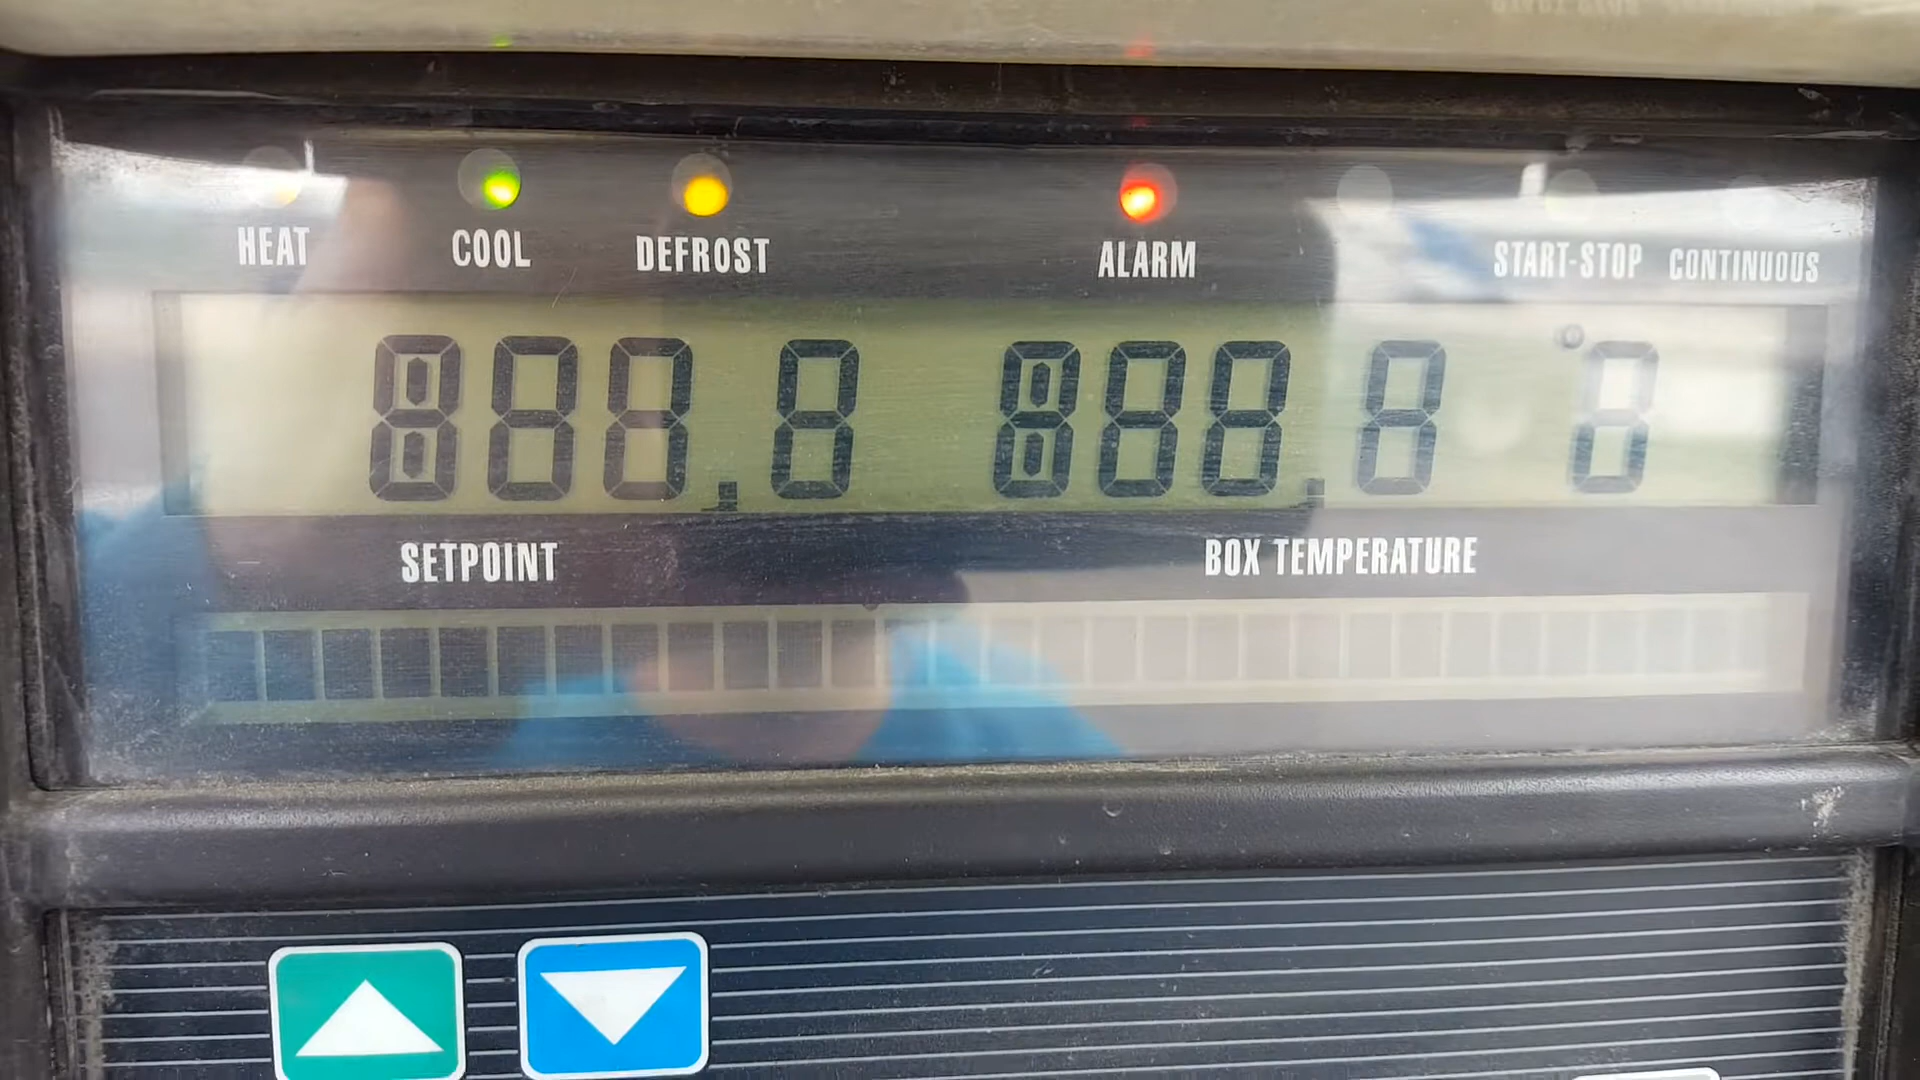 HEAT COOL DEFROST ALARM START-STOP CONTINUOUS
888.8 888.8 °8
SETPOINT BOX TEMPERATURE